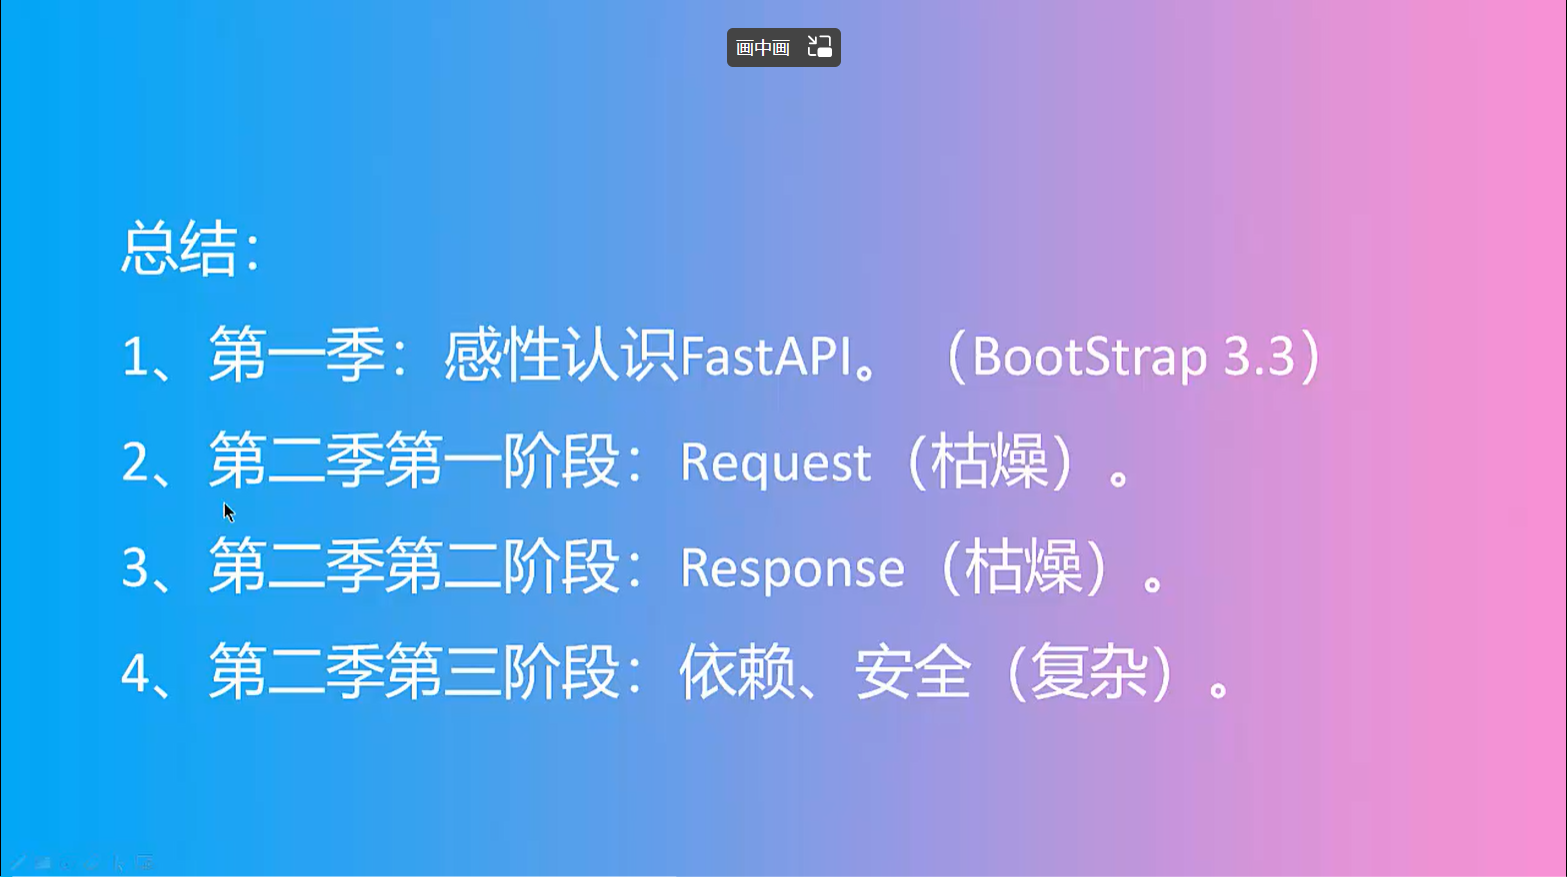 画中画
总结：
1、第一季：感性认识FastAPI。（BootStrap 3.3）
2、第二季第一阶段：Request（枯燥）。
3、第二季第二阶段：Response（枯燥）。
4、第二季第三阶段：依赖、安全（复杂）。